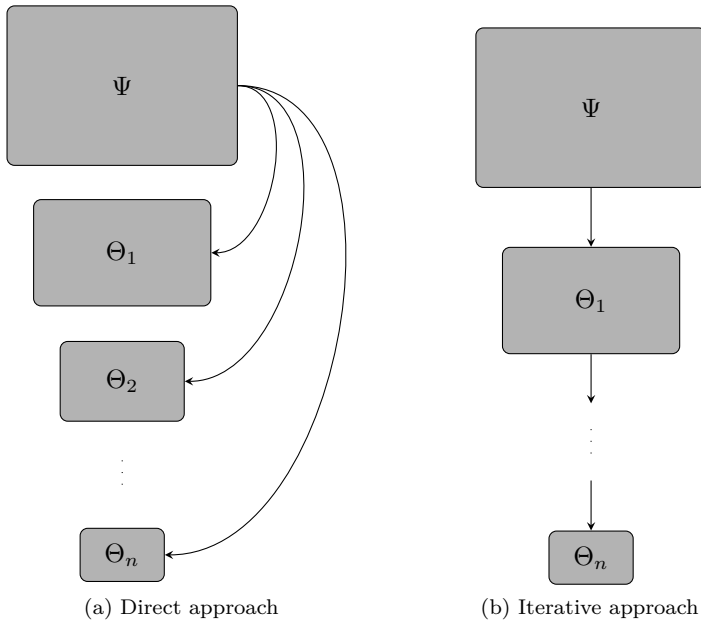 Ψ
Θ1
Θ2
⋮
Θn
(a) Direct approach
Ψ
Θ1
⋮
Θn
(b) Iterative approach